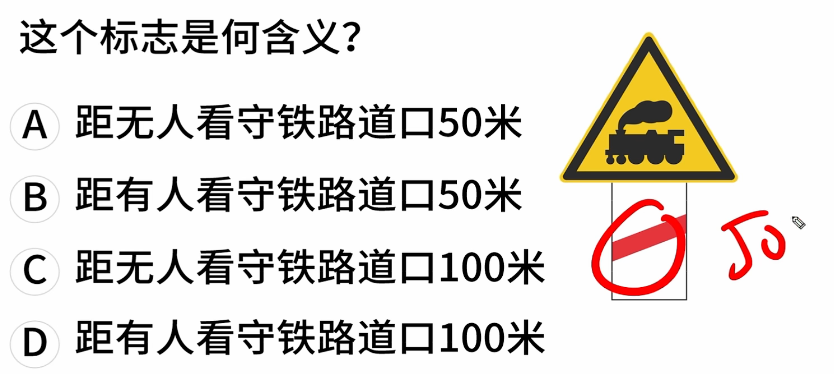 这个标志是何含义？
A 距无人看守铁路道口50米
B 距有人看守铁路道口50米
C 距无人看守铁路道口100米
D 距有人看守铁路道口100米
50